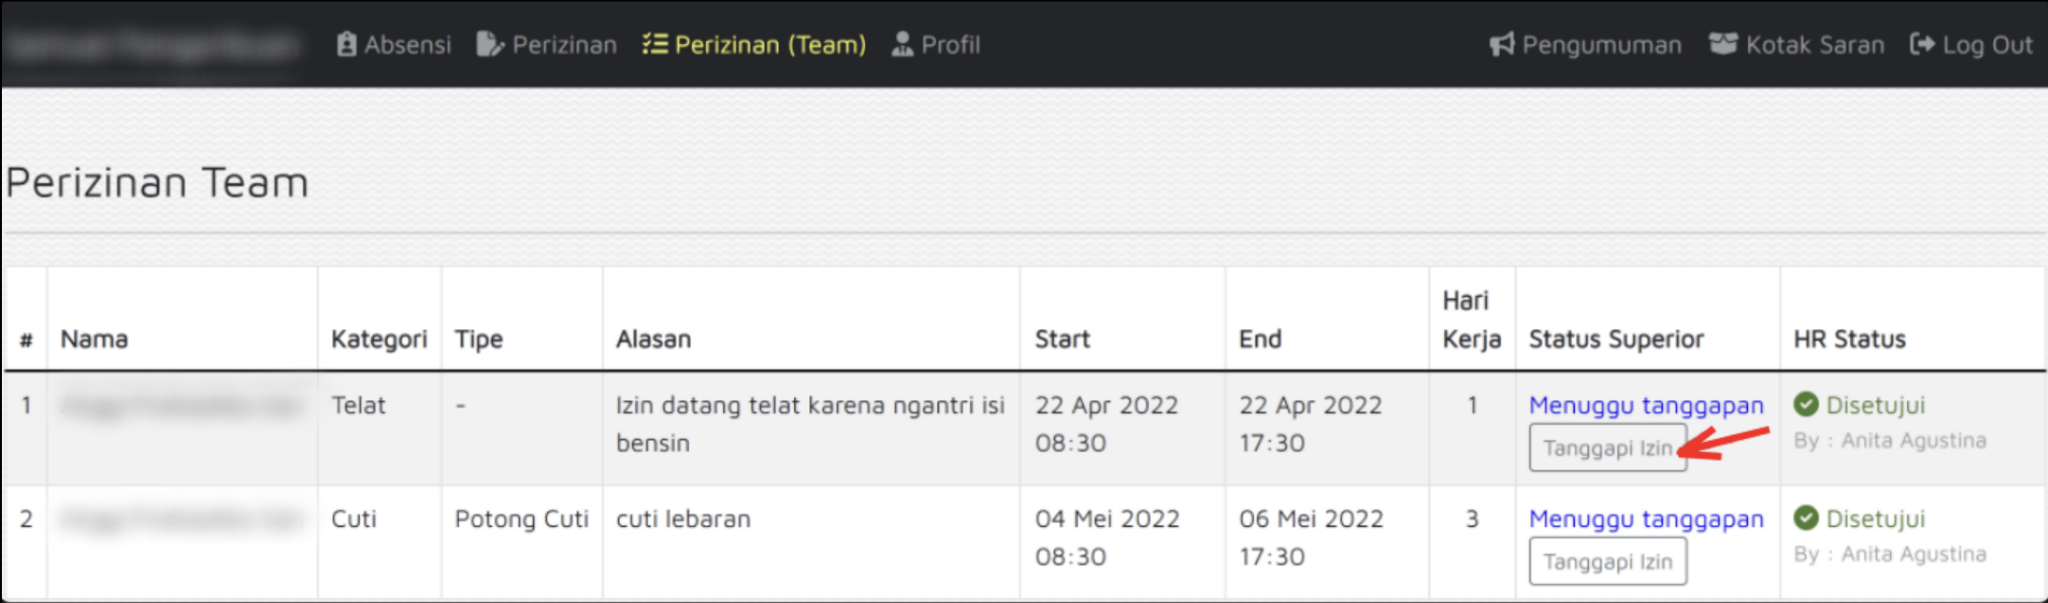 Absensi Perizinan Perizinan (Team) Profil Pengumuman Kotak Saran Log Out
Perizinan Team
# Nama Kategori Tipe Alasan Start End Hari Kerja Status Superior HR Status
1 Telat - Izin datang telat karena ngantri isi bensin 22 Apr 2022 08:30 22 Apr 2022 17:30 1 Menuggu tanggapan Tanggapi Izin Disetujui By : Anita Agustina
2 Cuti Potong Cuti cuti lebaran 04 Mei 2022 08:30 06 Mei 2022 17:30 3 Menuggu tanggapan Tanggapi Izin Disetujui By : Anita Agustina